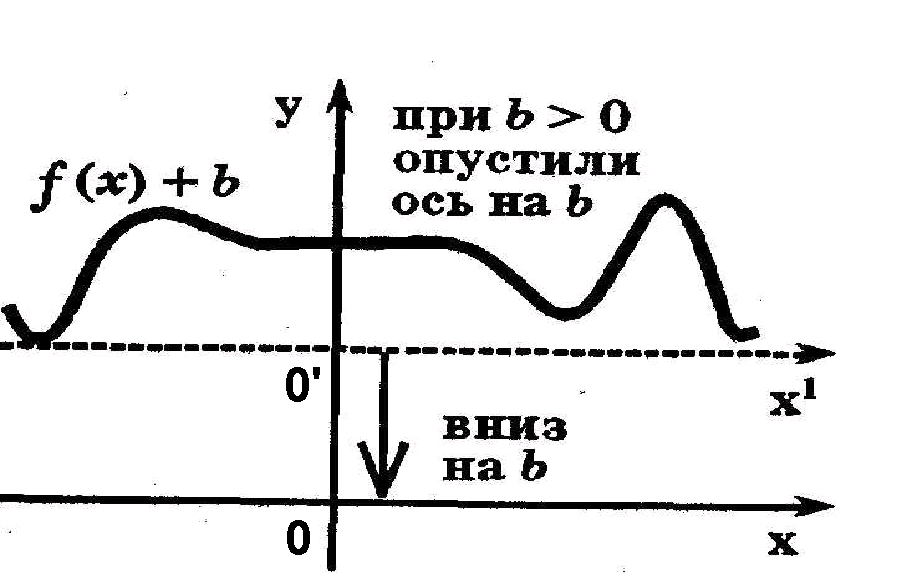 y
при b > 0
опустили
ось на b
f (x) + b
0'
x¹
вниз
на b
0
x